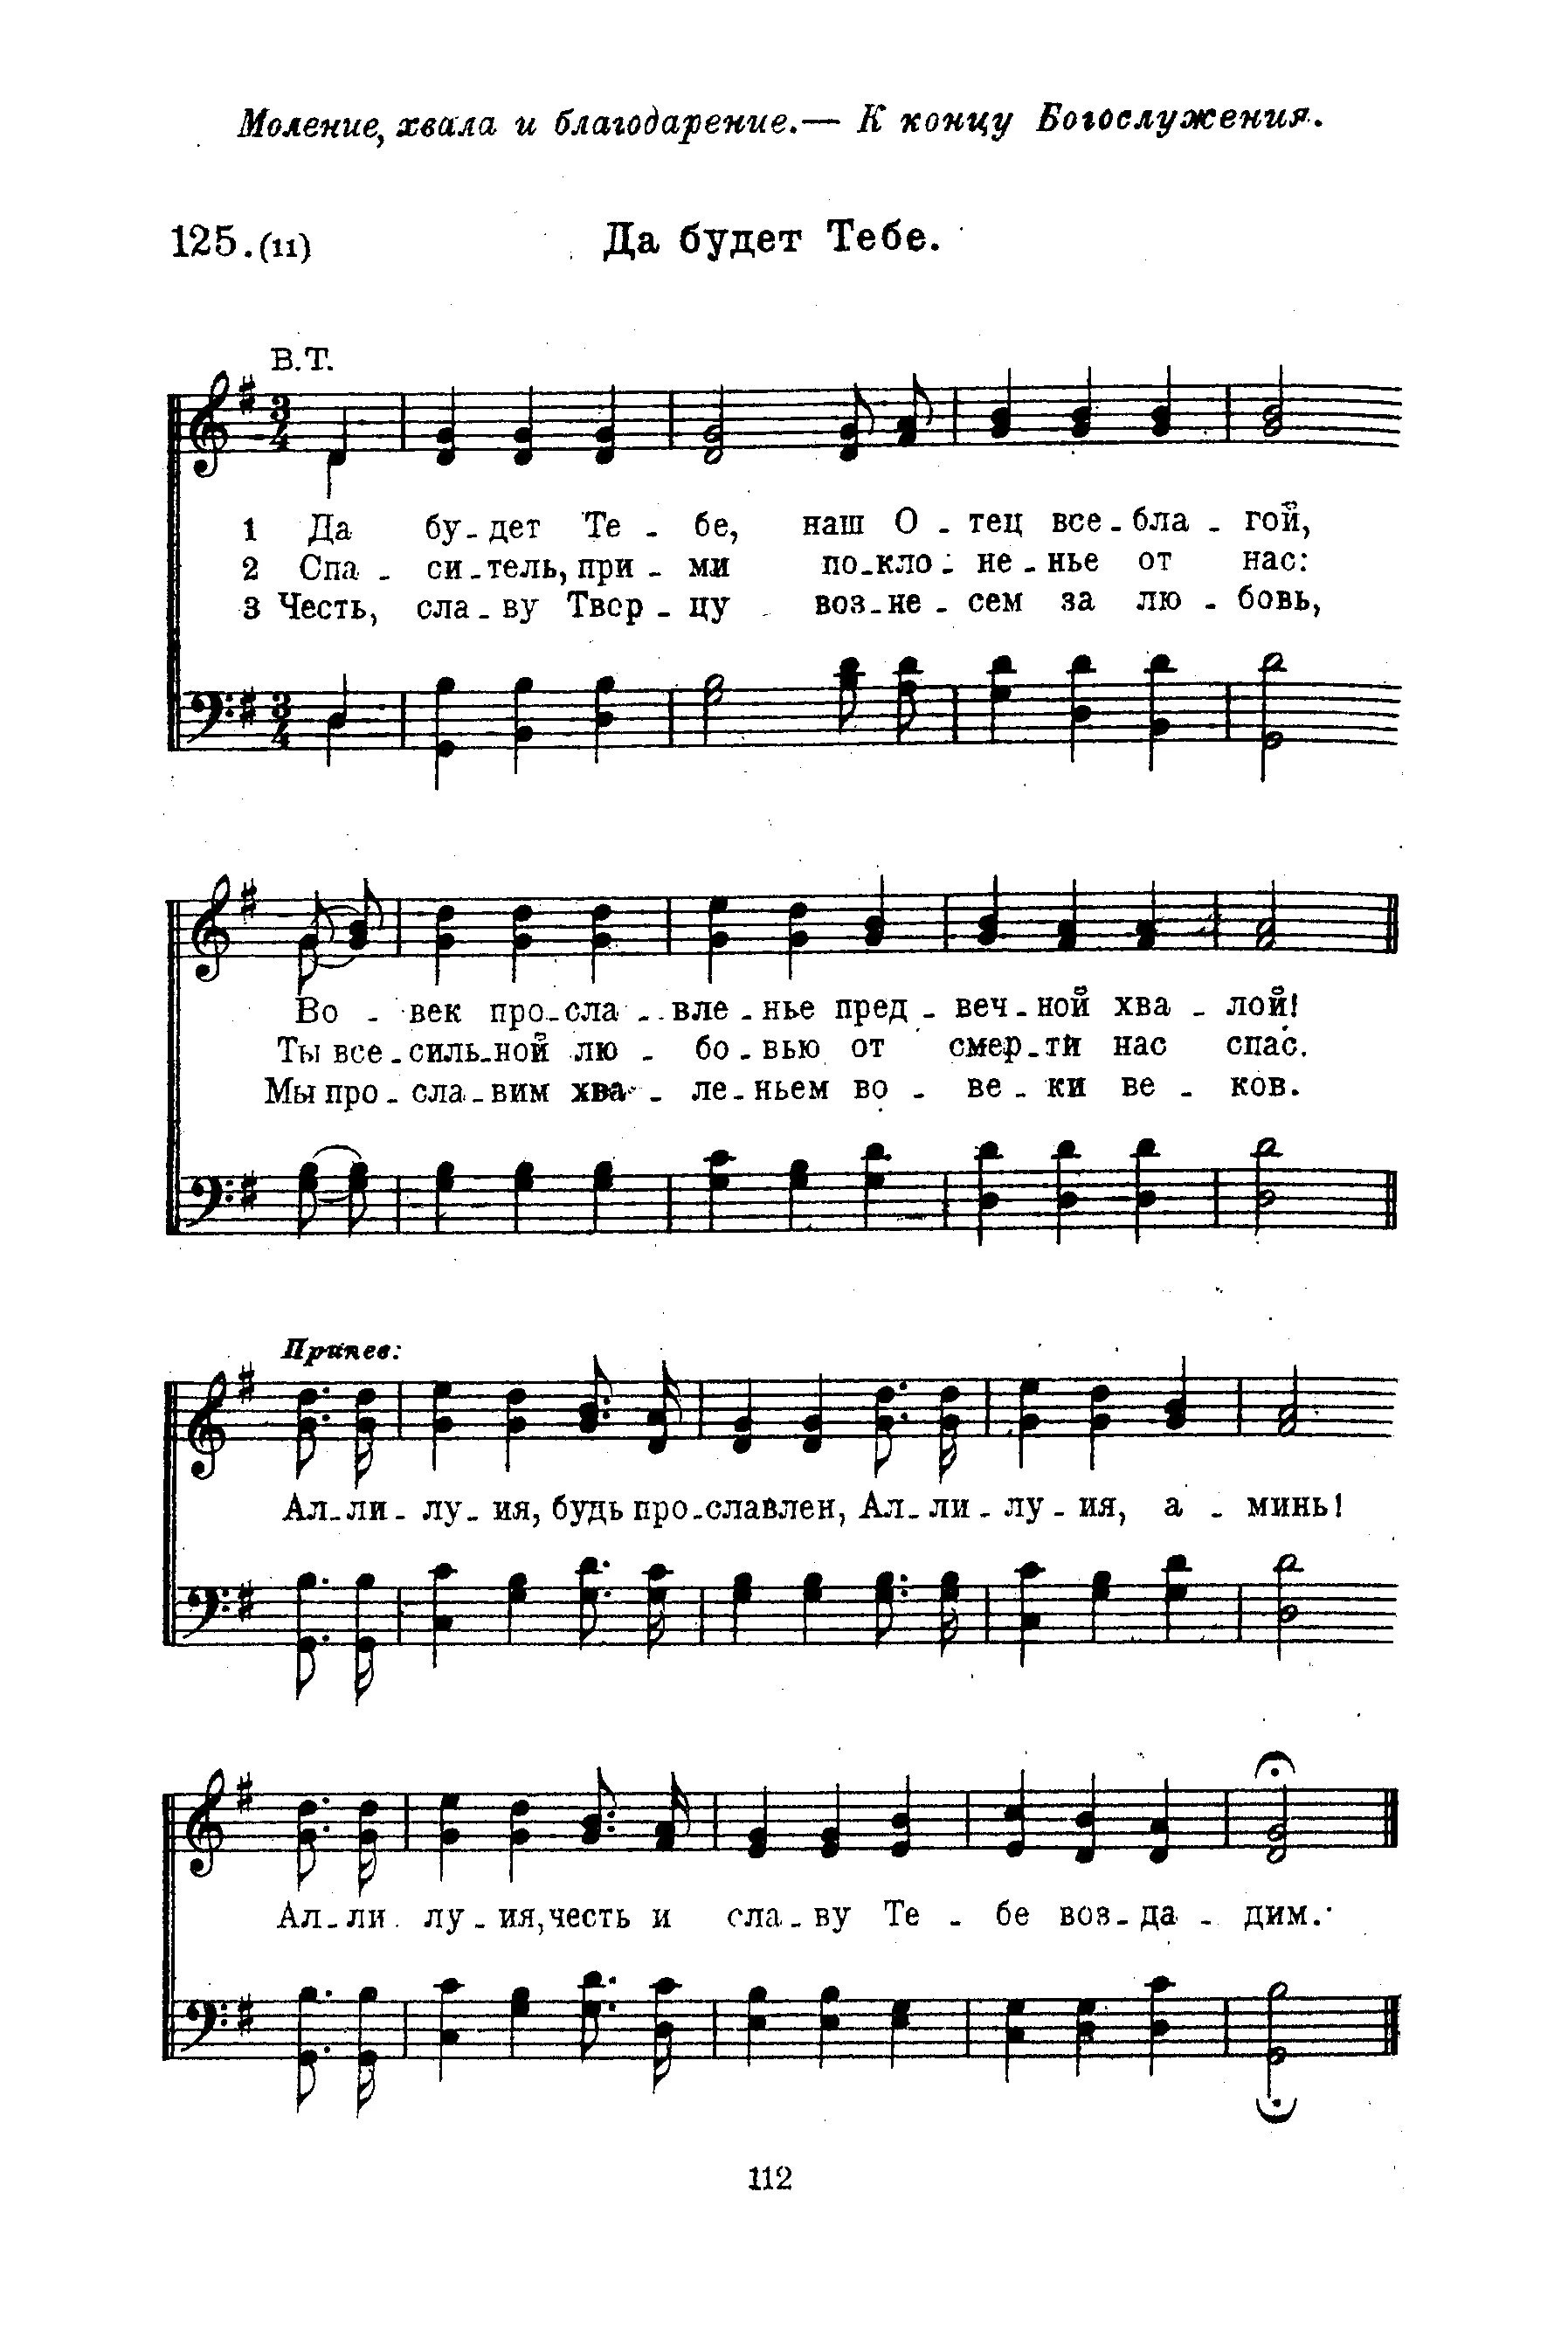 Моление, хвала и благодарение.— К концу Богослужения.
125.(11) Да будет Тебе.
В.Т.
1 Да бу-дет Те-бе, наш О-тец все-бла-гой,
2 Спа-си-тель, при-ми по-кло-не-нье от нас:
3 Честь, сла-ву Твор-цу воз-не-сем за лю-бовь,
Во-век про-сла-вле-нье пред-веч-ной хва-лой!
Ты все-силь-ной лю-бо-вью от смер-ти нас спас.
Мы про-сла-вим хва-ле-ньем во-ве-ки ве-ков.
Припев:
Ал-ли-лу-ия, будь про-славлен, Ал-ли-лу-ия, а-минь!
Ал-ли лу-ия, честь и сла-ву Те-бе воз-да-дим.
112